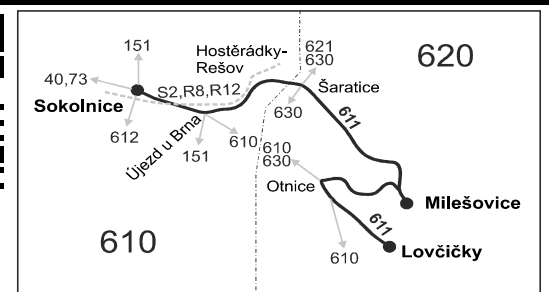 151
Hostěrádky-
Rešov
621
630
620
40,73
S2,R8,R12
Šaratice
Sokolnice
630
612
Újezd u Brna
151
610
611
610
630
Otnice
Milešovice
611
610
Lovčičky
610